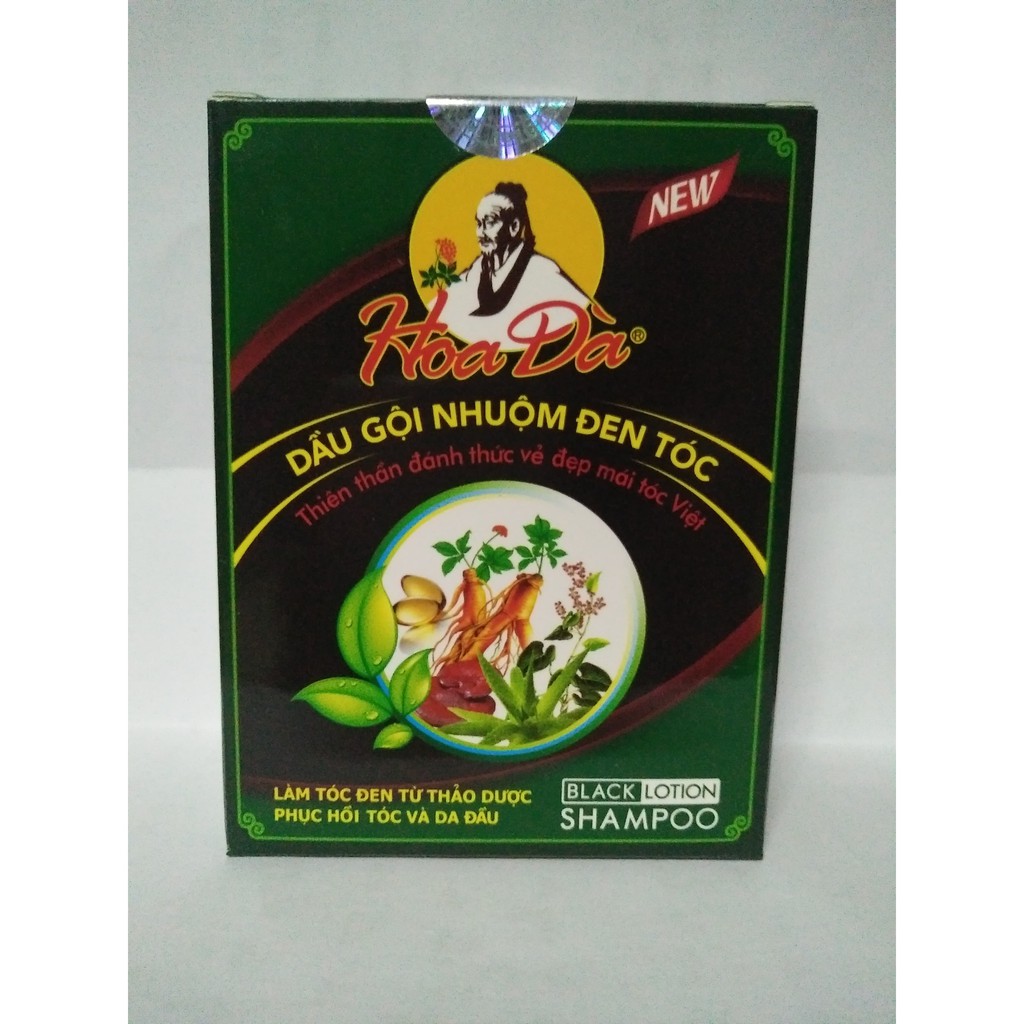 NEW
Hoa Đà®
DẦU GỘI NHUỘM ĐEN TÓC
Thiên thần đánh thức vẻ đẹp mái tóc Việt
LÀM TÓC ĐEN TỪ THẢO DƯỢC
PHỤC HỒI TÓC VÀ DA ĐẦU
BLACK LOTION
SHAMPOO